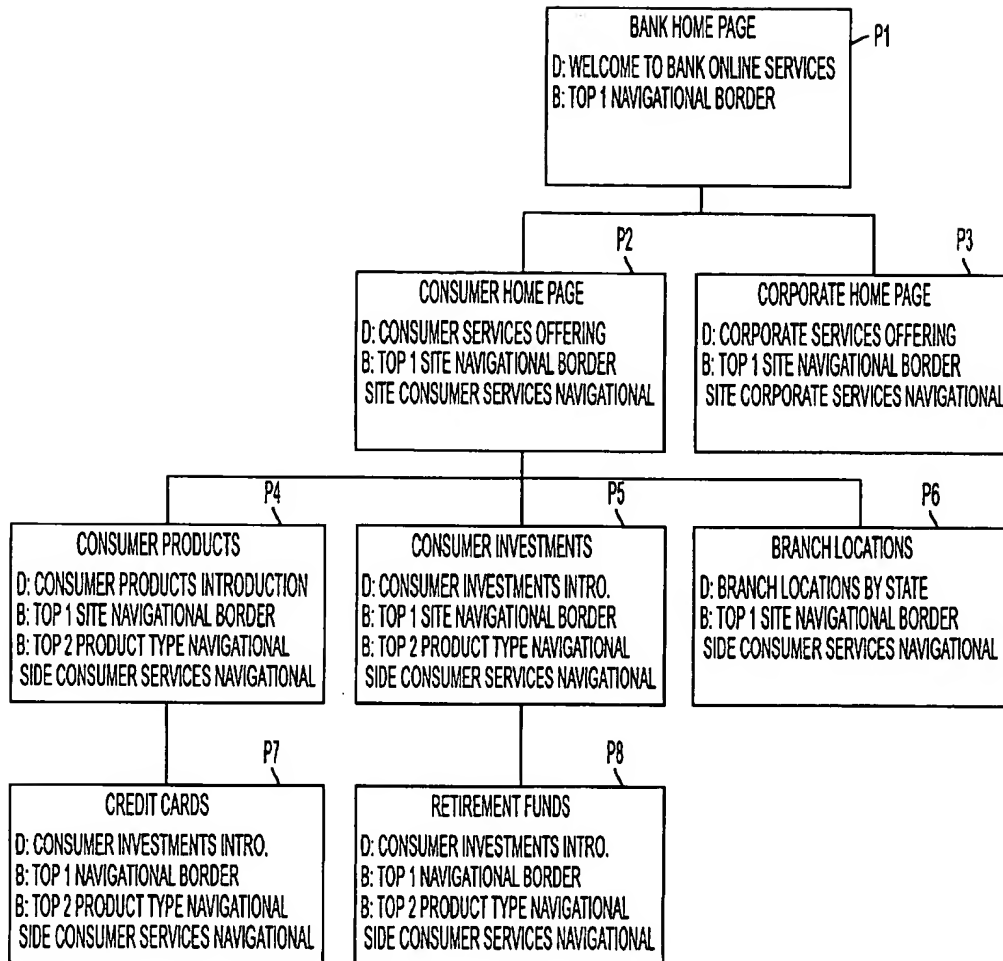 BANK HOME PAGE
P1
D: WELCOME TO BANK ONLINE SERVICES
B: TOP 1 NAVIGATIONAL BORDER
P2
CONSUMER HOME PAGE
D: CONSUMER SERVICES OFFERING
B: TOP 1 SITE NAVIGATIONAL BORDER
SITE CONSUMER SERVICES NAVIGATIONAL
P3
CORPORATE HOME PAGE
D: CORPORATE SERVICES OFFERING
B: TOP 1 SITE NAVIGATIONAL BORDER
SITE CORPORATE SERVICES NAVIGATIONAL
P4
CONSUMER PRODUCTS
D: CONSUMER PRODUCTS INTRODUCTION
B: TOP 1 SITE NAVIGATIONAL BORDER
B: TOP 2 PRODUCT TYPE NAVIGATIONAL
SIDE CONSUMER SERVICES NAVIGATIONAL
P5
CONSUMER INVESTMENTS
D: CONSUMER INVESTMENTS INTRO.
B: TOP 1 SITE NAVIGATIONAL BORDER
B: TOP 2 PRODUCT TYPE NAVIGATIONAL
SIDE CONSUMER SERVICES NAVIGATIONAL
P6
BRANCH LOCATIONS
D: BRANCH LOCATIONS BY STATE
B: TOP 1 SITE NAVIGATIONAL BORDER
SIDE CONSUMER SERVICES NAVIGATIONAL
P7
CREDIT CARDS
D: CONSUMER INVESTMENTS INTRO.
B: TOP 1 NAVIGATIONAL BORDER
B: TOP 2 PRODUCT TYPE NAVIGATIONAL
SIDE CONSUMER SERVICES NAVIGATIONAL
P8
RETIREMENT FUNDS
D: CONSUMER INVESTMENTS INTRO.
B: TOP 1 NAVIGATIONAL BORDER
B: TOP 2 PRODUCT TYPE NAVIGATIONAL
SIDE CONSUMER SERVICES NAVIGATIONAL